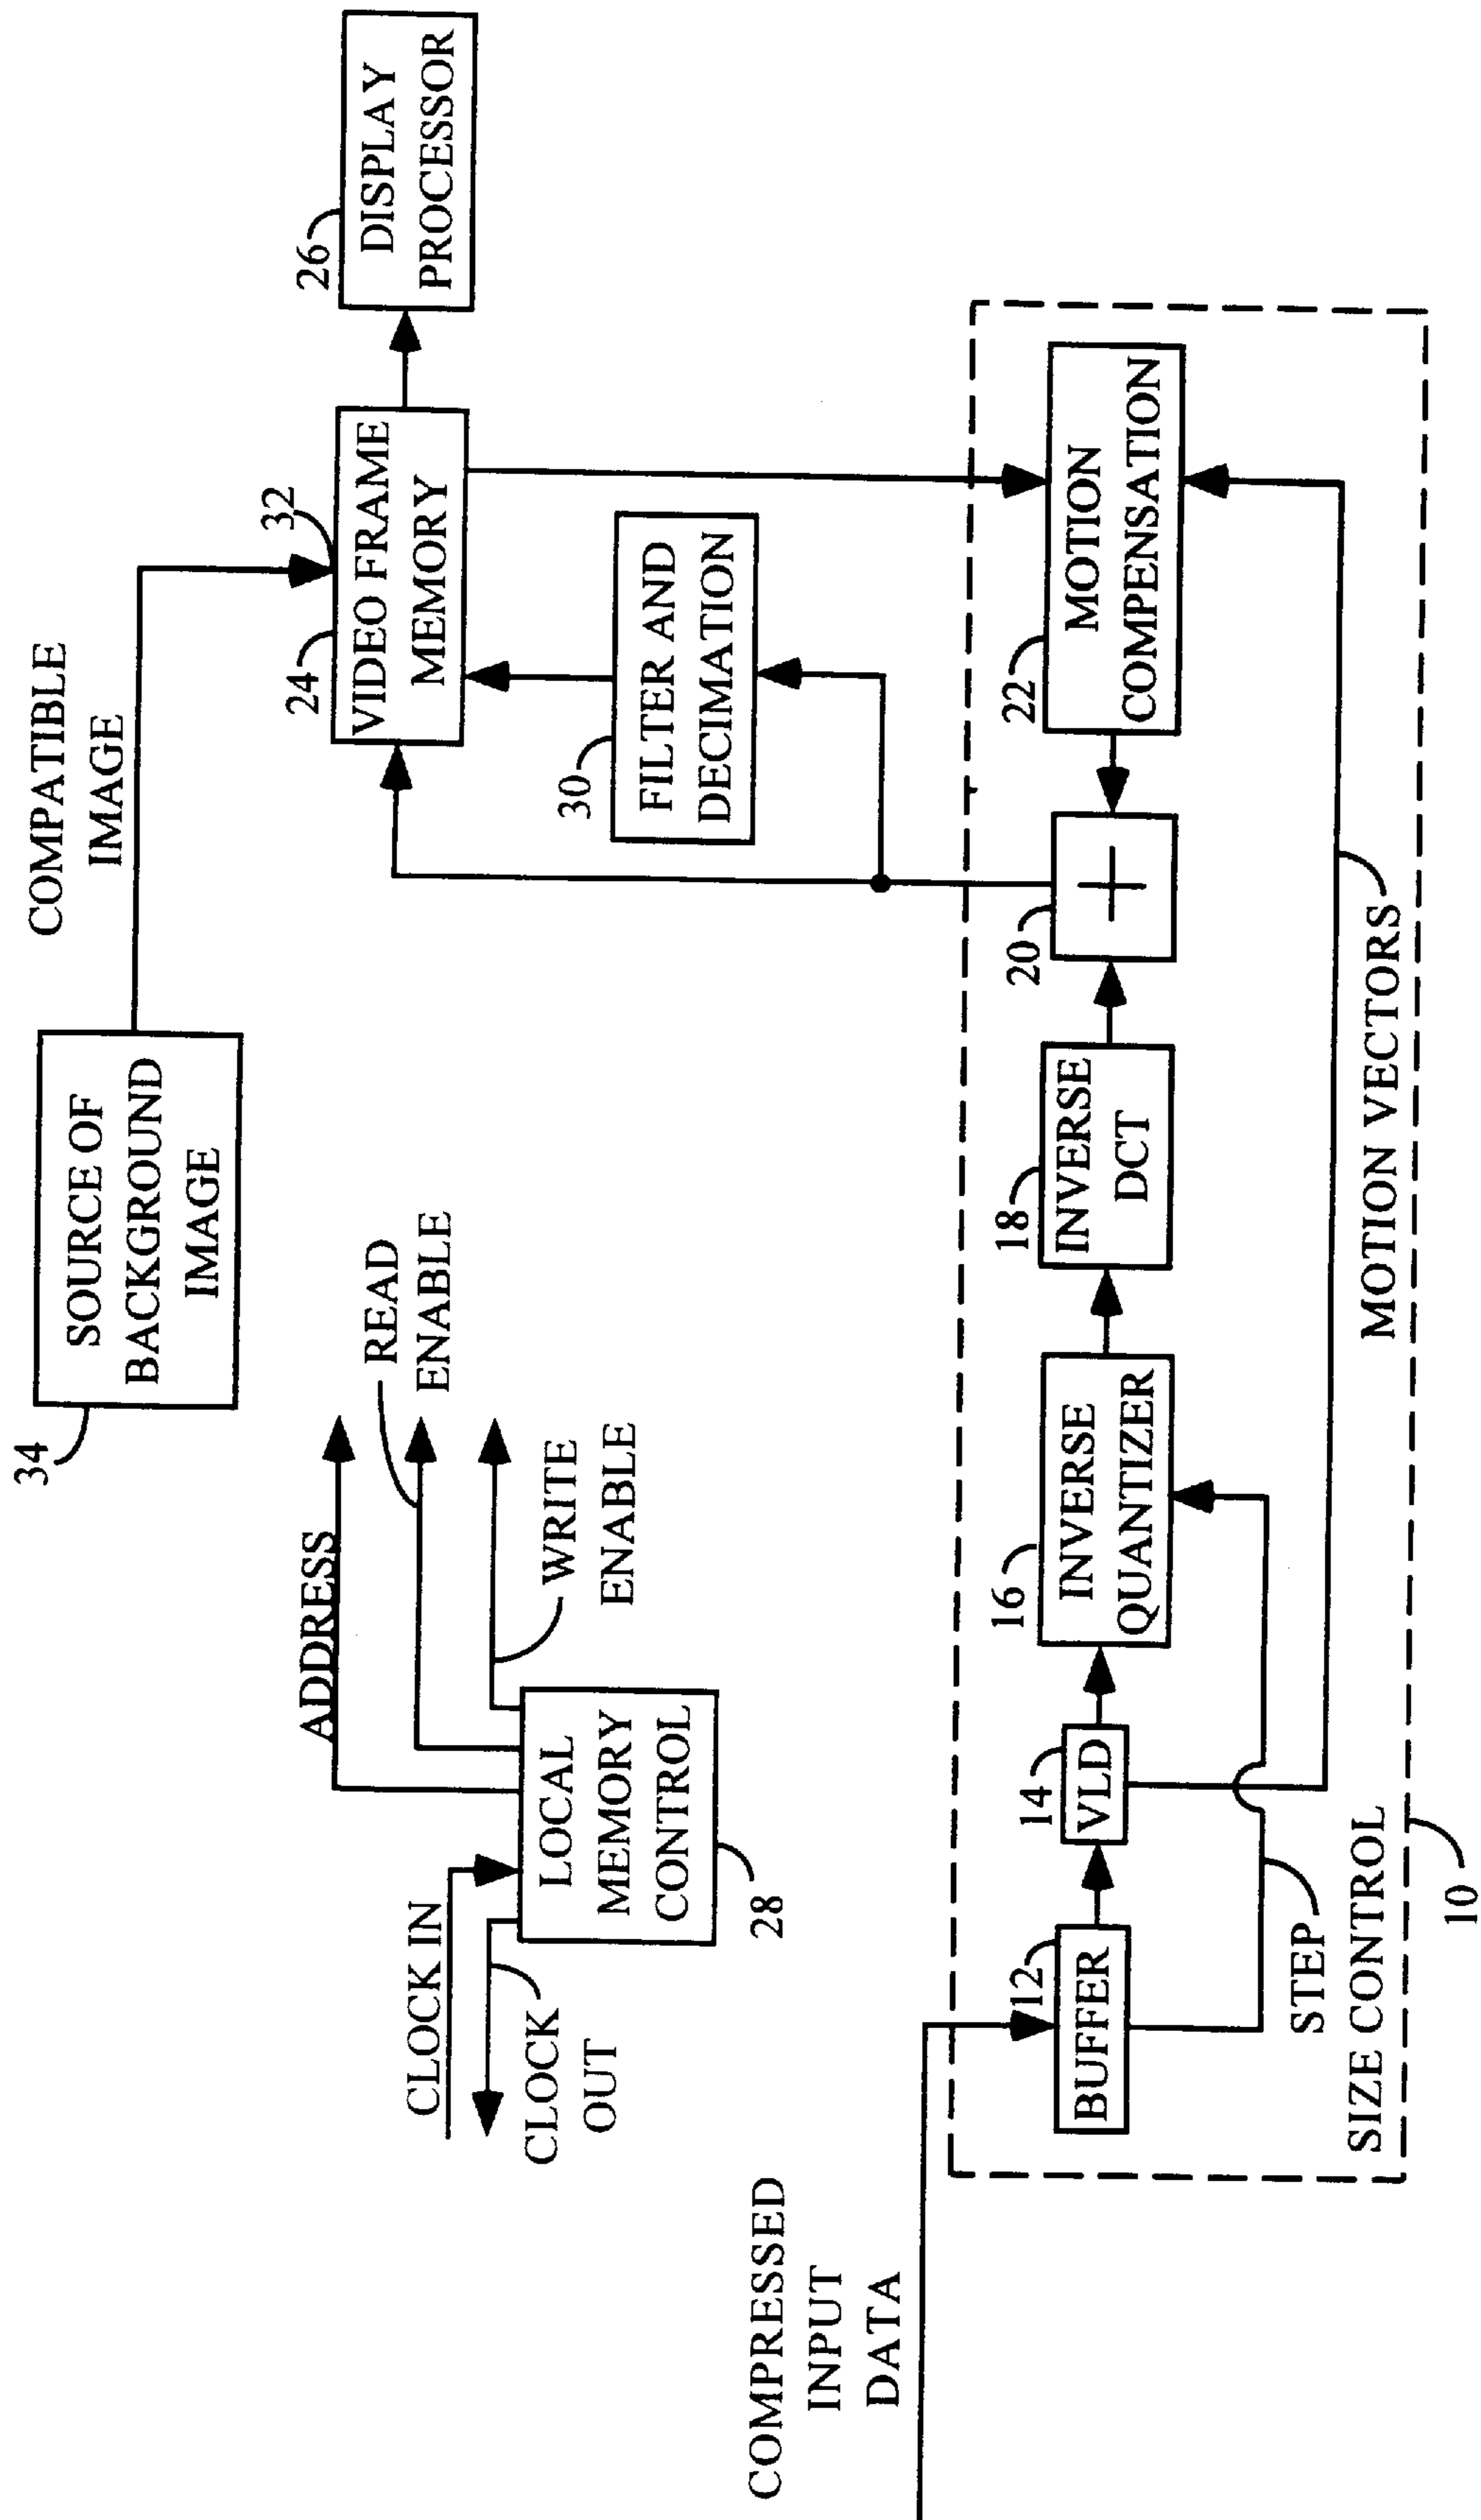 34
SOURCE OF
BACKGROUND
IMAGE
COMPATIBLE
IMAGE
ADDRESS
READ
ENABLE
WRITE
ENABLE
CLOCK IN
CLOCK
OUT
LOCAL
MEMORY
CONTROL
28
24
32
VIDEO FRAME
MEMORY
26
DISPLAY
PROCESSOR
30
FILTER AND
DECIMATION
COMPRESSED
INPUT
DATA
12
BUFFER
14
VLD
16
INVERSE
QUANTIZER
18
INVERSE
DCT
20
+
22
MOTION
COMPENSATION
STEP
SIZE CONTROL
MOTION VECTORS
10